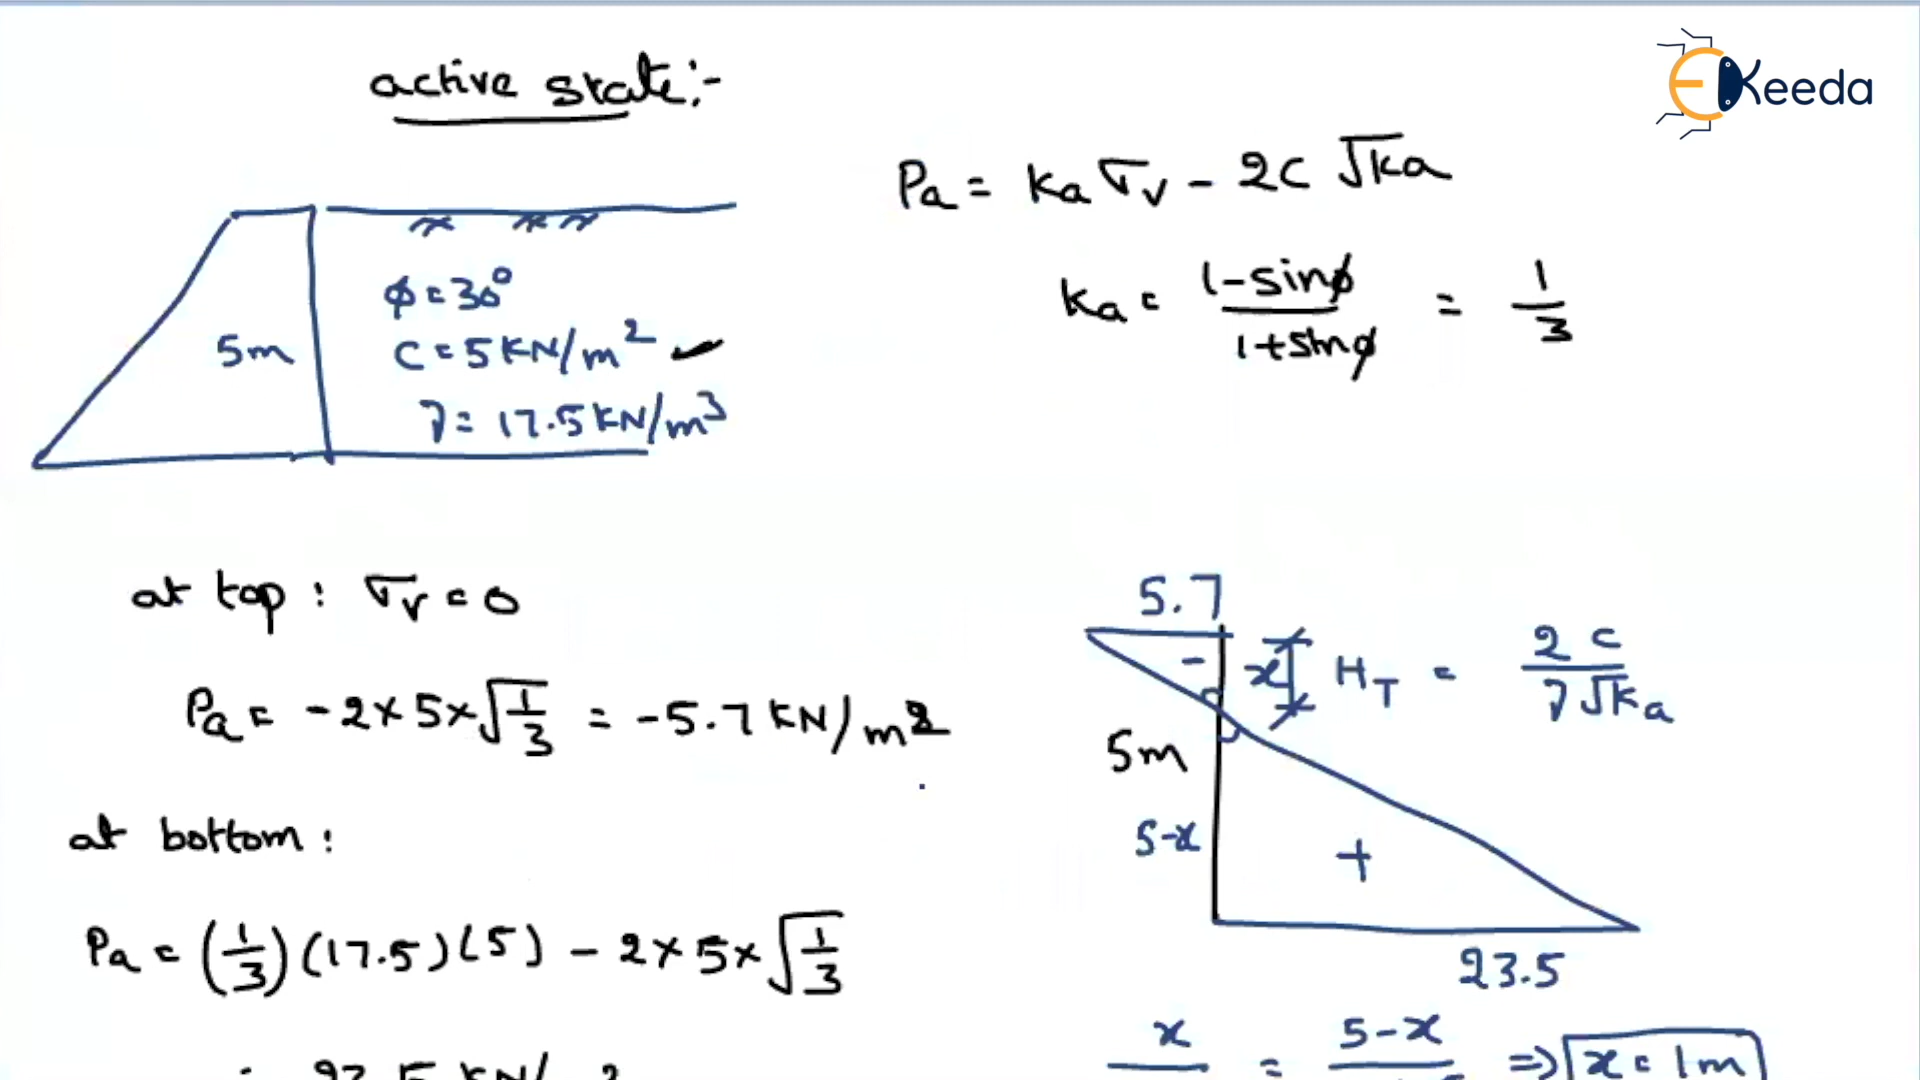 active state:-
EKeeda
Pa = Ka σv - 2C √Ka
Ka = 1-sinϕ / 1+sinϕ = 1/3
5m
ϕ = 30°
C = 5 KN/m²
γ = 17.5 KN/m³
at top : σv = 0
Pa = -2 × 5 × √1/3 = -5.7 KN/m²
at bottom :
Pa = (1/3) (17.5) (5) - 2 × 5 × √1/3
5.7
-
x HT = 2C / γ√Ka
5m
5-x
+
23.5
x = 5-x ⇒ x = 1m